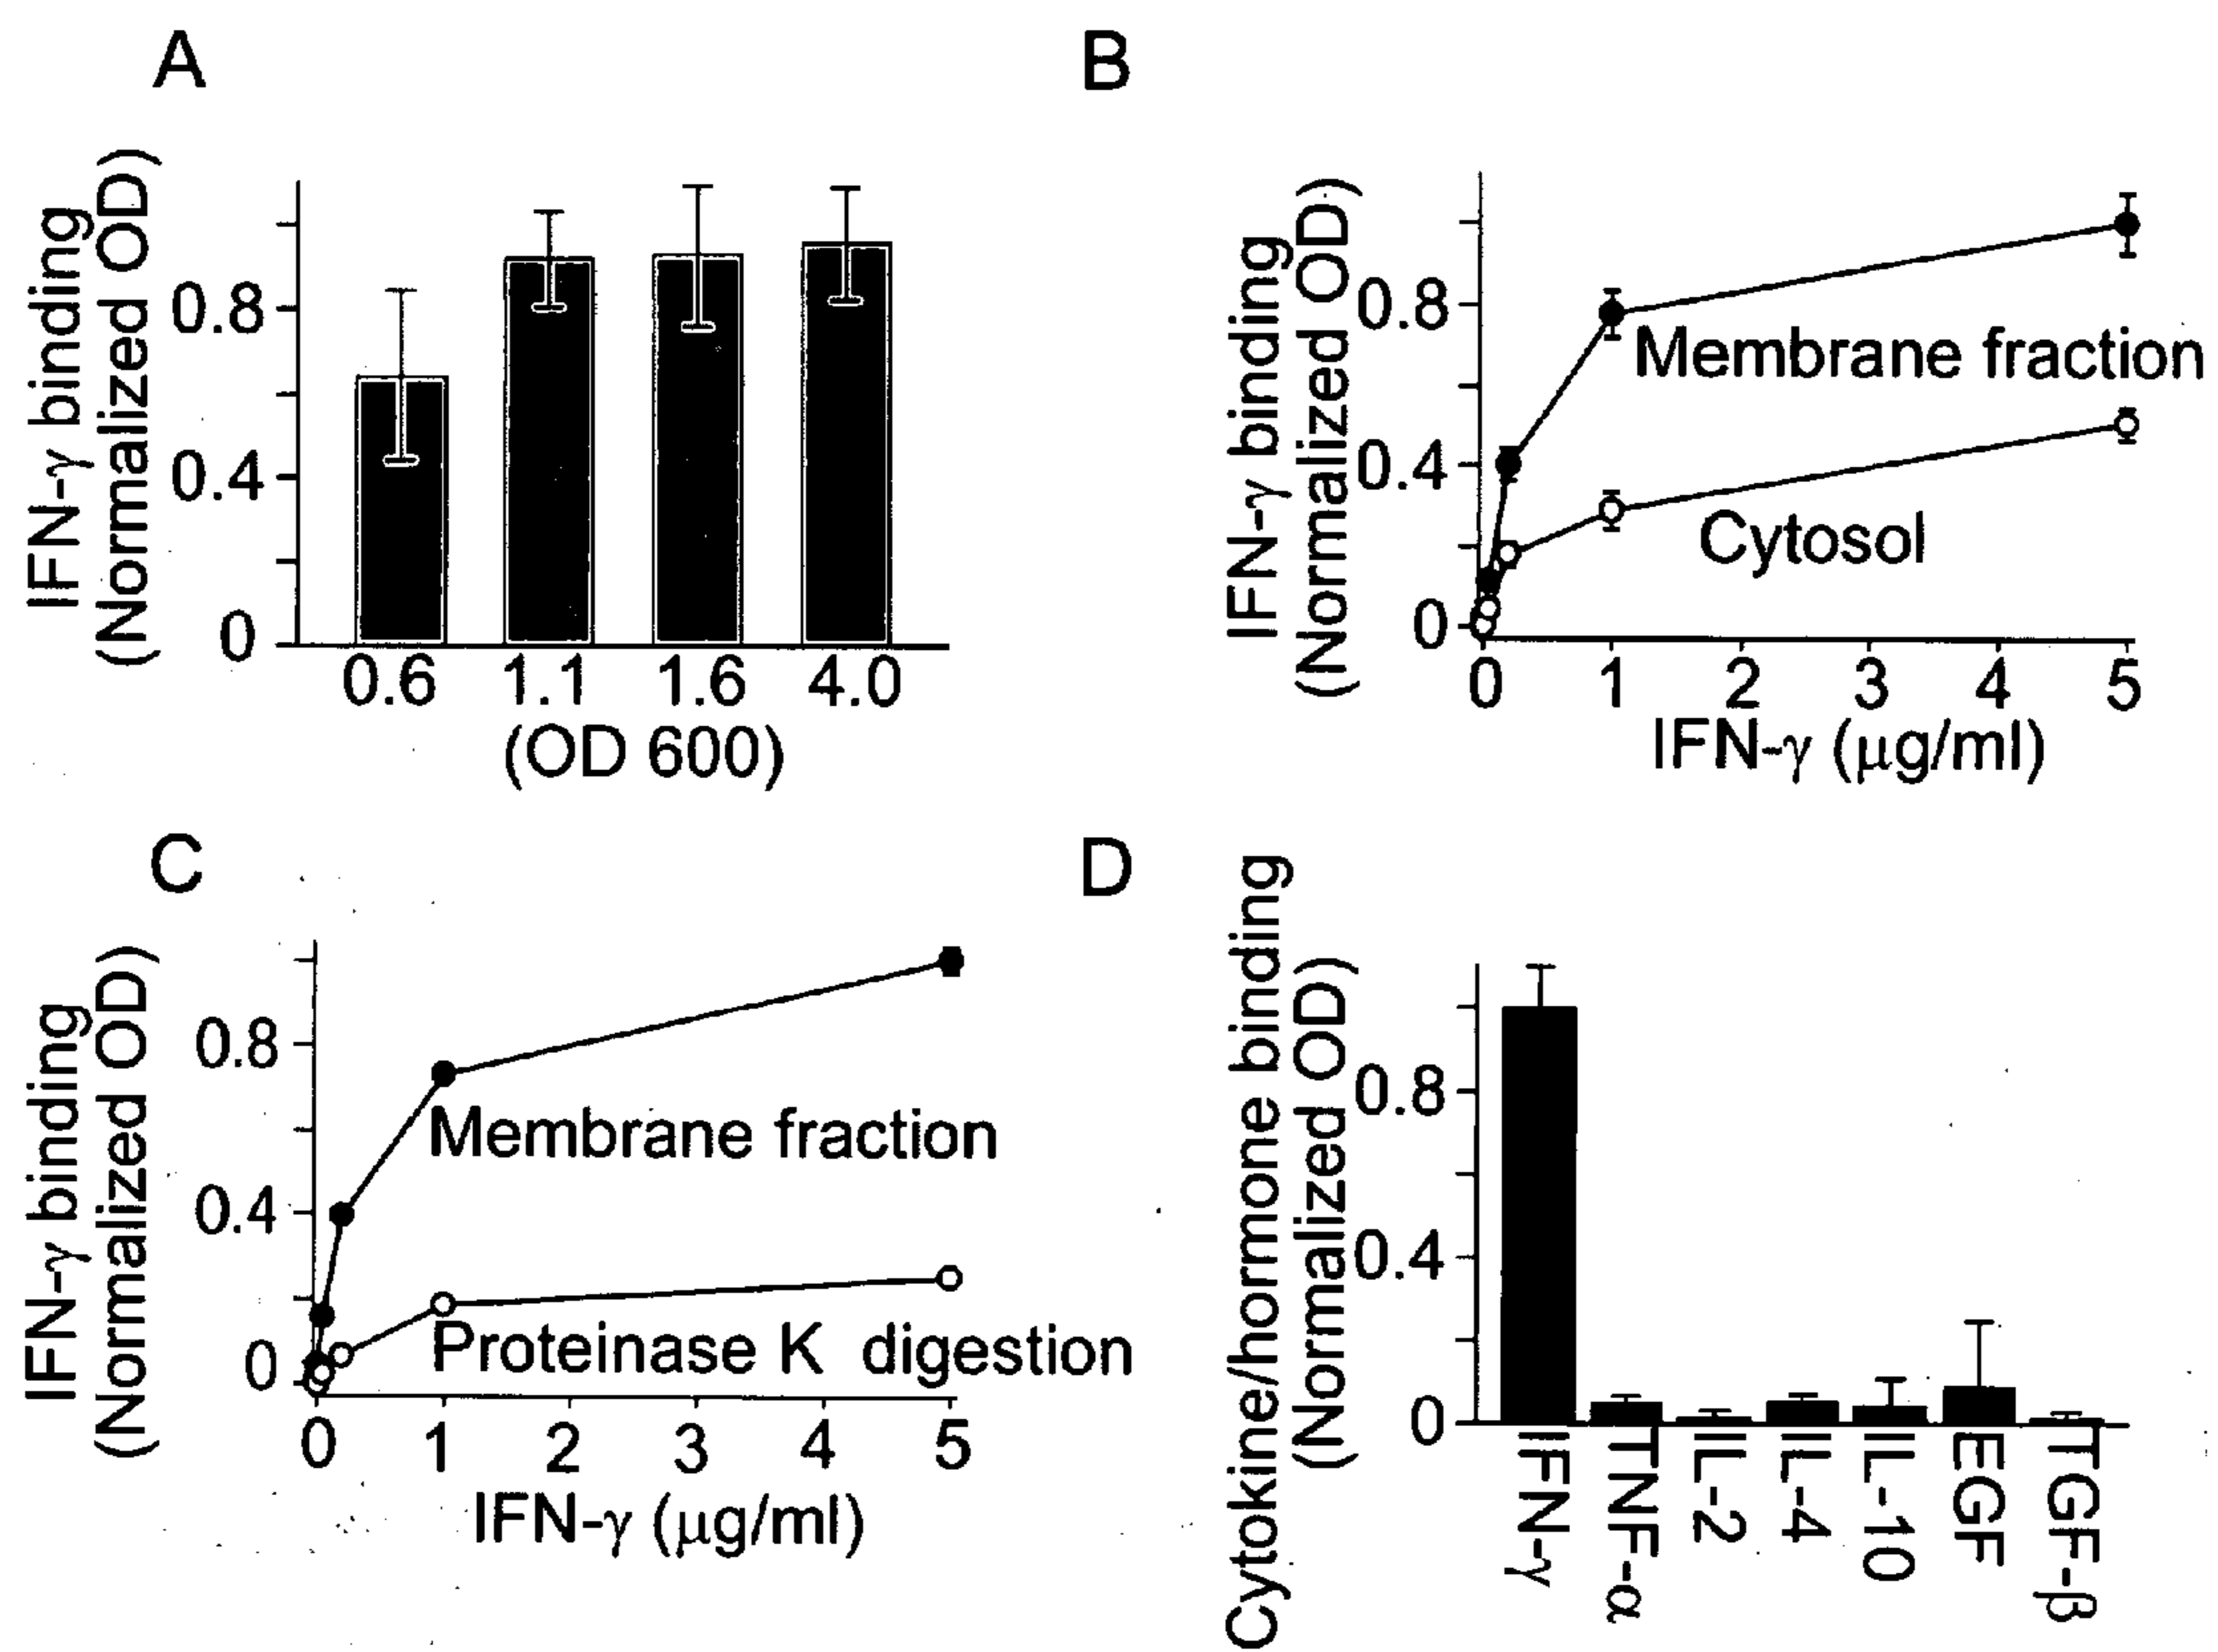 A
IFN-γ binding
(Normalized OD)
0.8
0.4
0
0.6 1.1 1.6 4.0
(OD 600)
B
IFN-γ binding
(Normalized OD)
0.8
0.4
0
Membrane fraction
Cytosol
0 1 2 3 4 5
IFN-γ (μg/ml)
C
IFN-γ binding
(Normalized OD)
0.8
0.4
0
Membrane fraction
Proteinase K digestion
0 1 2 3 4 5
IFN-γ (μg/ml)
D
Cytokine/hormone binding
(Normalized OD)
0.8
0.4
0
IFN-γ
TNF-α
IL-2
IL-4
IL-10
EGF
TGF-β